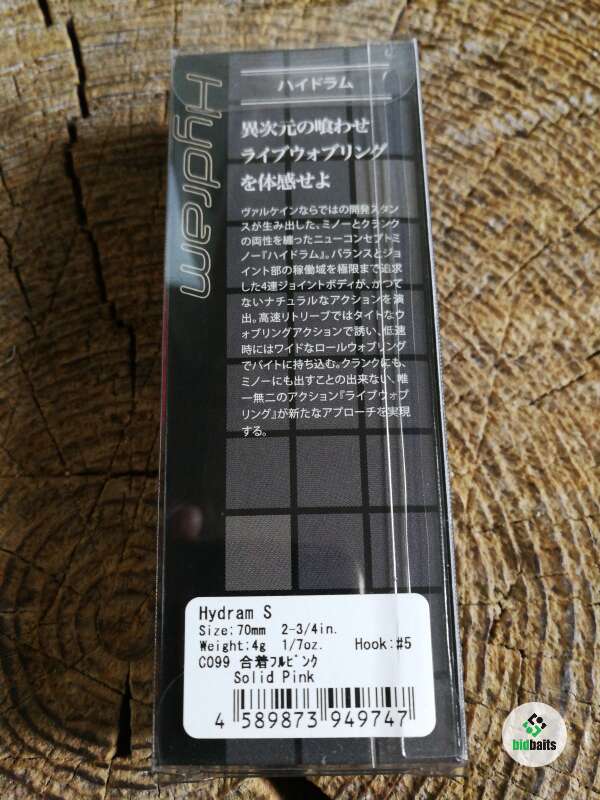 Hydram
ハイドラム
異次元の喰わせ
ライブウォブリング
を体感せよ
ヴァルケインならではの開発スタン
スが生み出した、ミノーとクランク
の両性を纏ったニューコンセプトミ
ノー『ハイドラム』。バランスとジョ
イント部の稼働域を極限まで追求
した4連ジョイントボディが、かつて
ないナチュラルなアクションを演
出。高速リトリーブではタイトなウ
ォブリングアクションで誘い、低速
時にはワイドなロールウォブリング
でバイトに持ち込む。クランクにも、
ミノーにも出すことの出来ない、唯
一無二のアクション『ライブウォブ
リング』が新たなアプローチを実現
する。
Hydram S
Size:70mm 2-3/4in.
Weight:4g 1/7oz. Hook:#5
C099 合着フルピンク
Solid Pink
4 589873 949747
bidbaits